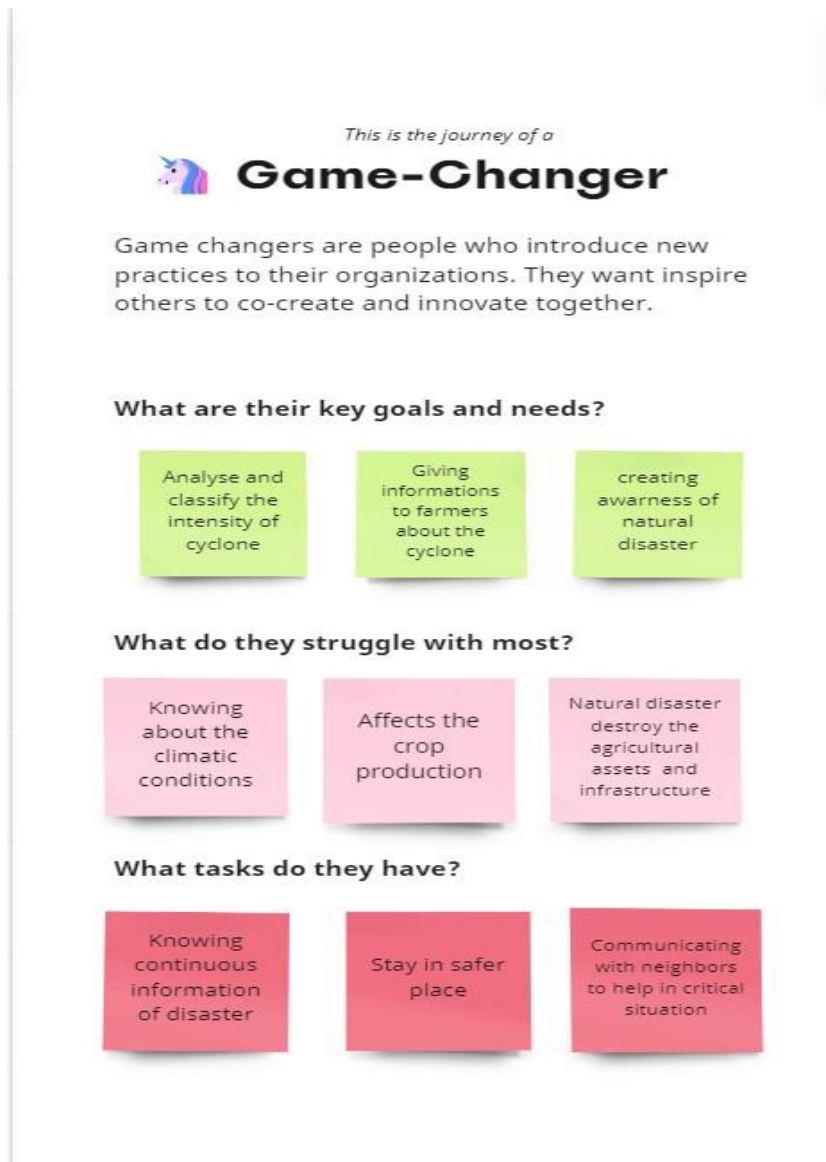 This is the journey of a
Game-Changer
Game changers are people who introduce new
practices to their organizations. They want inspire
others to co-create and innovate together.
What are their key goals and needs?
Analyse and
classify the
intensity of
cyclone
Giving
informations
to farmers
about the
cyclone
creating
awarness of
natural
disaster
What do they struggle with most?
Knowing
about the
climatic
conditions
Affects the
crop
production
Natural disaster
destroy the
agricultural
assets and
infrastructure
What tasks do they have?
Knowing
continuous
information
of disaster
Stay in safer
place
Communicating
with neighbors
to help in critical
situation